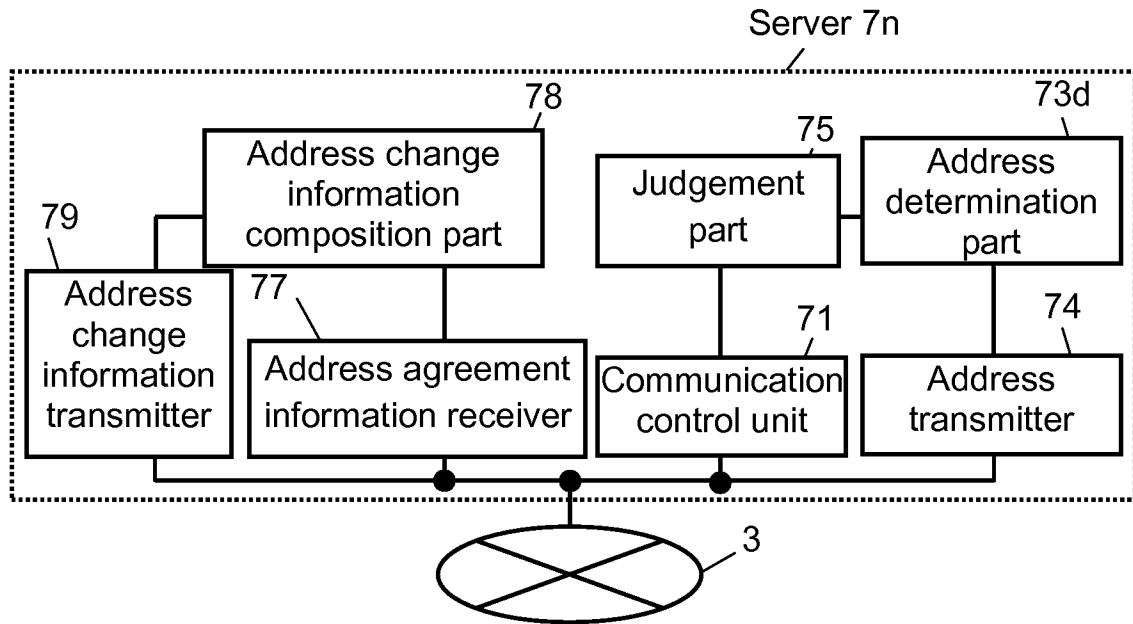 Server 7n
78
Address change
information
composition part
75
Judgement
part
73d
Address
determination
part
79
Address
change
information
transmitter
77
Address agreement
information receiver
71
Communication
control unit
74
Address
transmitter
3